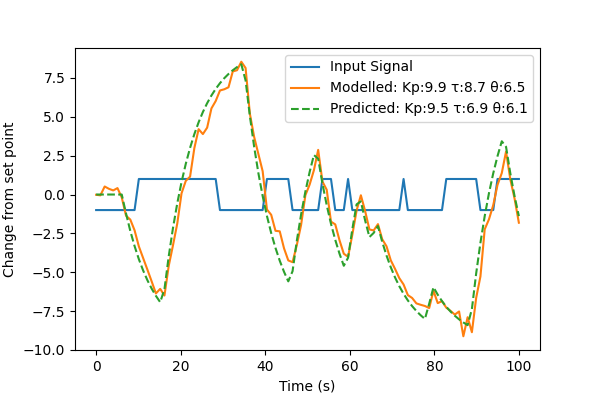 Input Signal
Modelled: Kp:9.9 τ:8.7 θ:6.5
Predicted: Kp:9.5 τ:6.9 θ:6.1
7.5
5.0
2.5
0.0
−2.5
−5.0
−7.5
−10.0
Change from set point
0 20 40 60 80 100
Time (s)